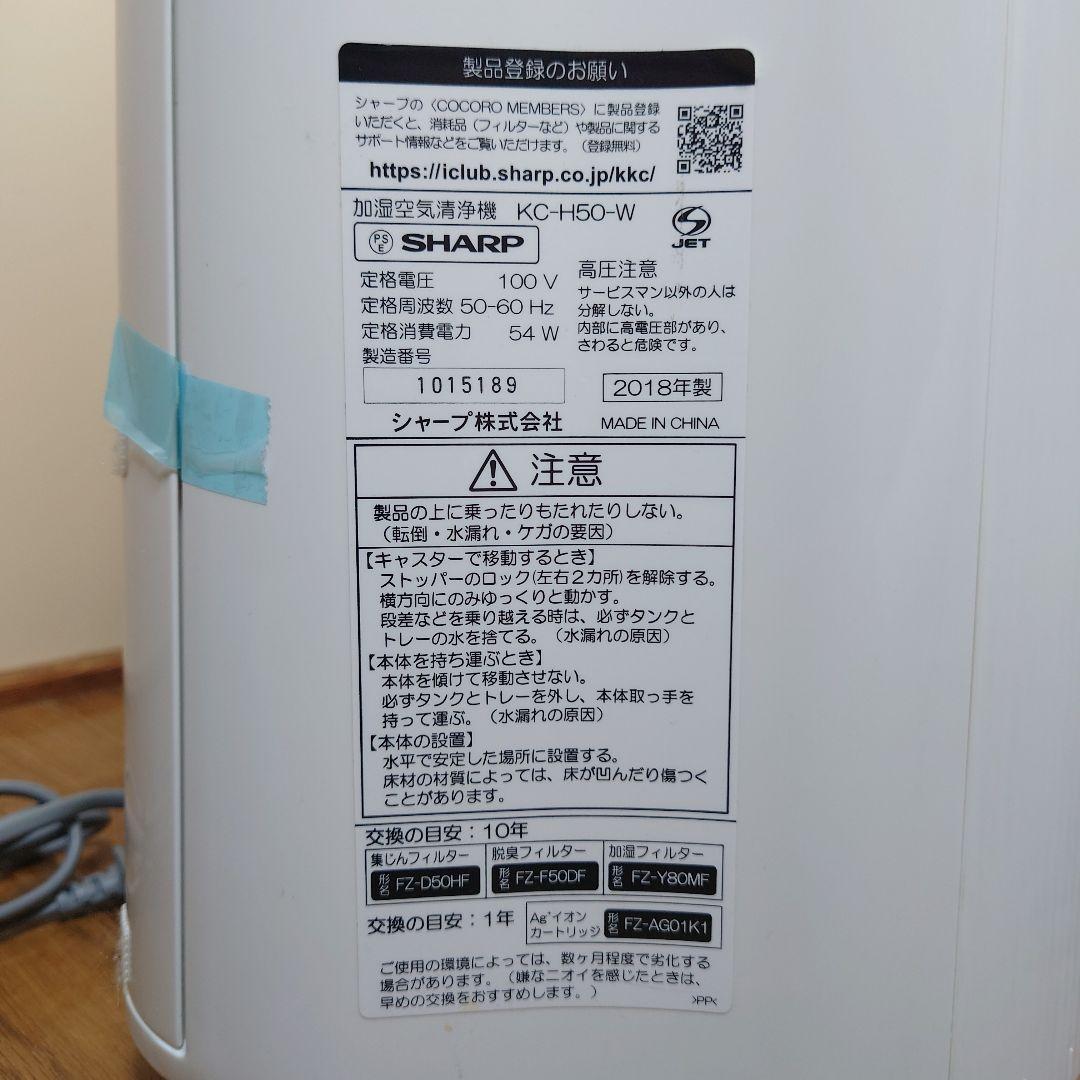 製品登録のお願い
シャープの〈COCORO MEMBERS〉に製品登録
いただくと、消耗品（フィルターなど）や製品に関する
サポート情報などをご覧いただけます。（登録無料）
https://iclub.sharp.co.jp/kkc/
加湿空気清浄機 KC-H50-W
PS
E SHARP
JET
定格電圧 100 V
定格周波数 50-60 Hz
定格消費電力 54 W
製造番号
1015189
高圧注意
サービスマン以外の人は
分解しない。
内部に高電圧部があり、
さわると危険です。
2018年製
シャープ株式会社 MADE IN CHINA
注意
製品の上に乗ったりもたれたりしない。
（転倒・水漏れ・ケガの要因）
【キャスターで移動するとき】
ストッパーのロック(左右２カ所)を解除する。
横方向にのみゆっくりと動かす。
段差などを乗り越える時は、必ずタンクと
トレーの水を捨てる。（水漏れの原因）
【本体を持ち運ぶとき】
本体を傾けて移動させない。
必ずタンクとトレーを外し、本体取っ手を
持って運ぶ。（水漏れの原因）
【本体の設置】
水平で安定した場所に設置する。
床材の材質によっては、床が凹んだり傷つく
ことがあります。
交換の目安：10年
集じんフィルター 脱臭フィルター 加湿フィルター
形名 FZ-D50HF 形名 FZ-F50DF 形名 FZ-Y80MF
交換の目安：1年
Ag⁺イオン
カートリッジ 形名 FZ-AG01K1
ご使用の環境によっては、数ヶ月程度で劣化する
場合があります。（嫌なニオイを感じたときは、
早めの交換をおすすめします。）
>PP<